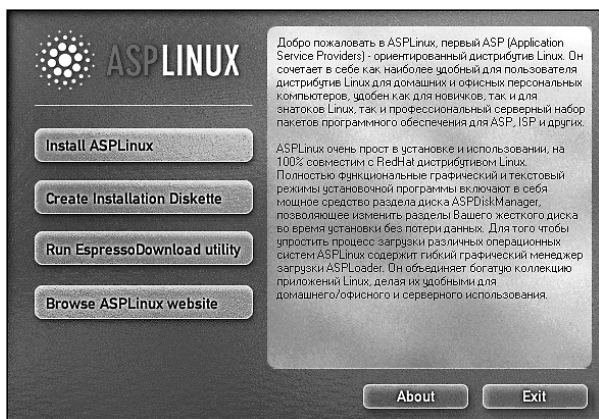 ASPLINUX
Install ASPLinux
Create Installation Diskette
Run EspressoDownload utility
Browse ASPLinux website
Добро пожаловать в ASPLinux, первый ASP (Application
Service Providers) - ориентированный дистрибутив Linux. Он
сочетает в себе как наиболее удобный для пользователя
дистрибутив Linux для домашних и офисных персональных
компьютеров, удобен как для новичков, так и для
знатоков Linux, так и профессиональный серверный набор
пакетов программного обеспечения для ASP, ISP и других.
ASPLinux очень прост в установке и использовании, на
100% совместим с RedHat дистрибутивом Linux.
Полностью функциональные графический и текстовый
режимы установочной программы включают в себя
мощное средство раздела диска ASPDiskManager,
позволяющее изменить разделы Вашего жесткого диска
во время установки без потери данных. Для того чтобы
упростить процесс загрузки различных операционных
систем ASPLinux содержит гибкий графический менеджер
загрузки ASPLoader. Он объединяет богатую коллекцию
приложений Linux, делая их удобными для
домашнего/офисного и серверного использования.
About
Exit